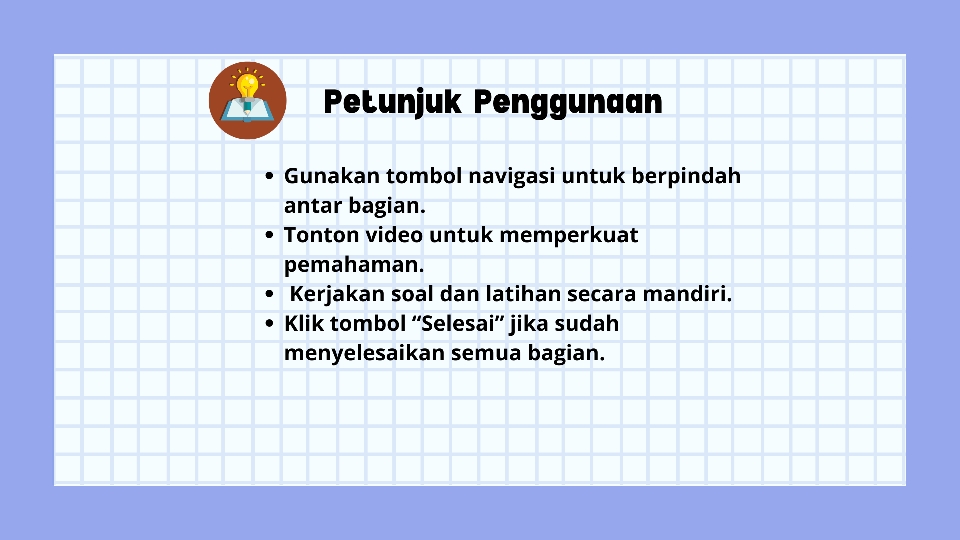 Petunjuk Penggunaan
• Gunakan tombol navigasi untuk berpindah
antar bagian.
• Tonton video untuk memperkuat
pemahaman.
• Kerjakan soal dan latihan secara mandiri.
• Klik tombol “Selesai” jika sudah
menyelesaikan semua bagian.